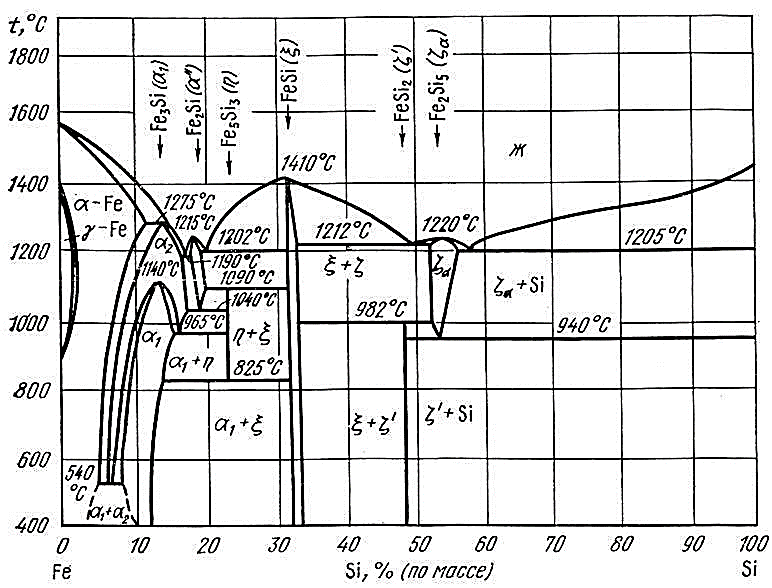 t,°C
1800
1600
1400
1200
1000
800
600
400
Fe₃Si(α₁)
Fe₂Si(α")
Fe₅Si₃(η)
FeSi(ξ)
FeSi₂(ζ')
Fe₂Si₅(ζα)
ж
1410°C
α-Fe
γ-Fe
1275°C
1215°C
α₂
1202°C
1212°C
1220°C
1205°C
1140°C
1190°C
1090°C
ξ+ζ
ζα
ζα+Si
1040°C
965°C
982°C
940°C
α₁
η+ξ
α₁+η
825°C
α₁+ξ
ξ+ζ'
ζ'+Si
540
°C
α₁+α₂
0 10 20 30 40 50 60 70 80 90 100
Fe Si, % (по массе) Si